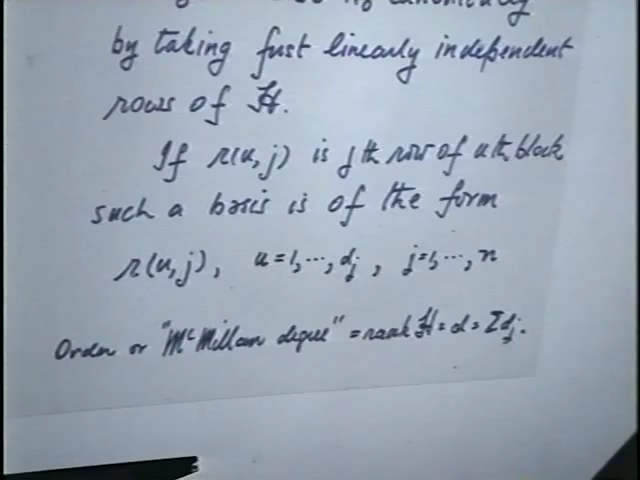 canonically
by taking first linearly independent
rows of ℋ.
If r(u,j) is jth row of uth block
such a basis is of the form
r(u,j), u=1,...,dⱼ, j=1,...,n
Order or "McMillan degree" = rank ℋ = d = Σdⱼ.